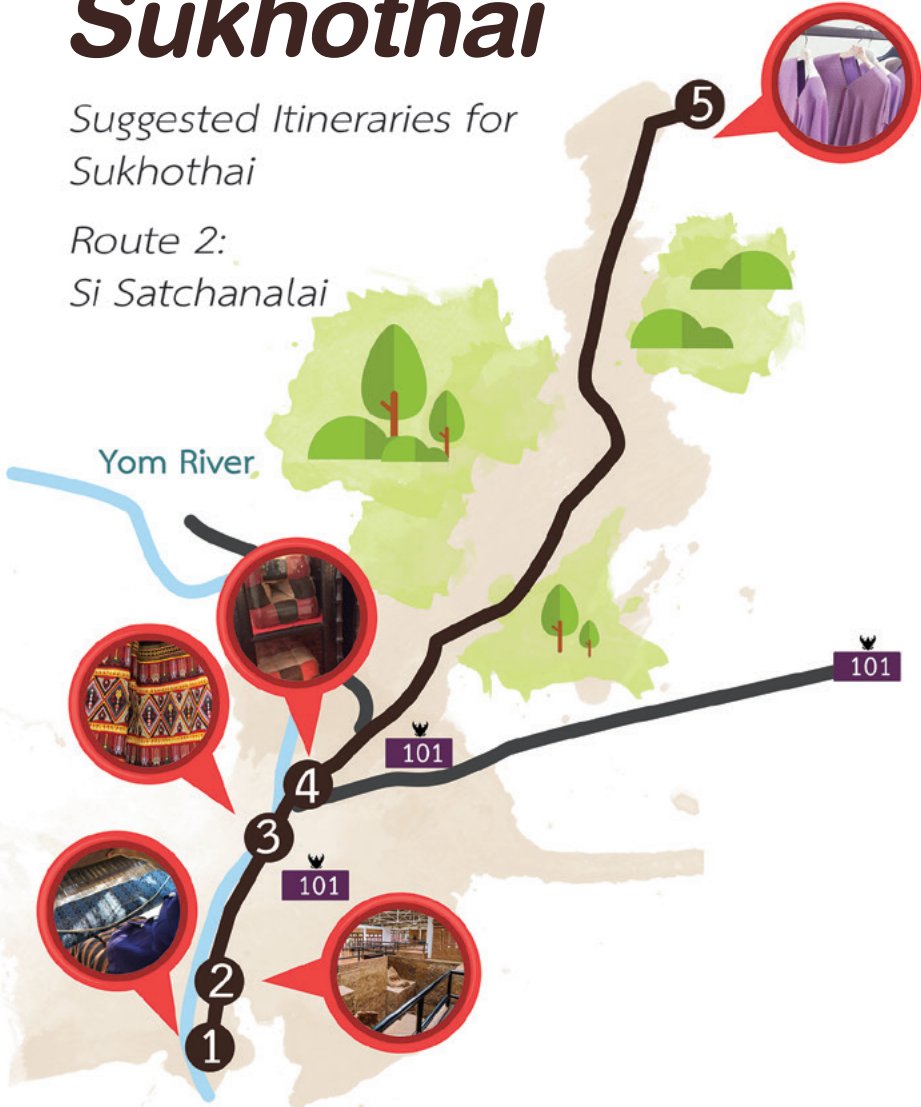 Sukhothai
Suggested Itineraries for
Sukhothai
Route 2:
Si Satchanalai
5
Yom River
101
101
4
3
101
2
1